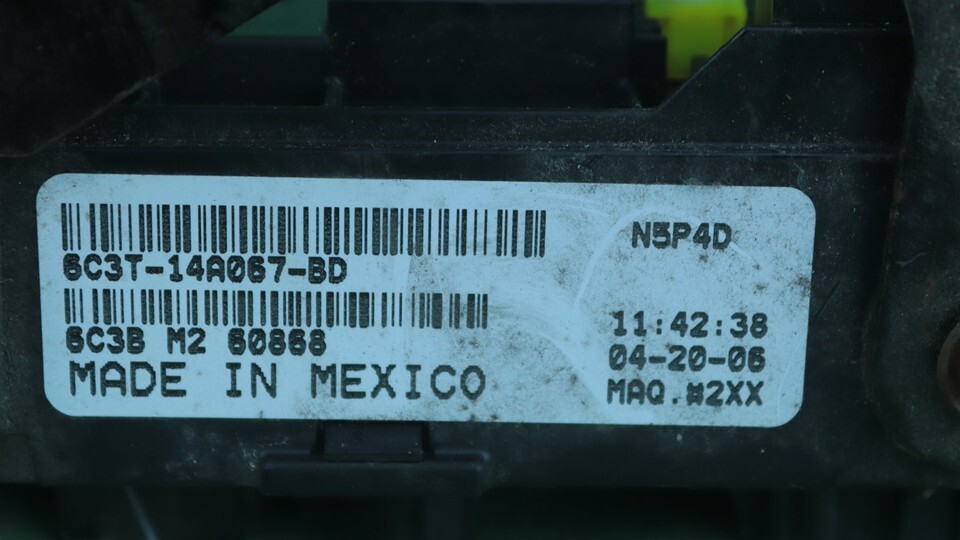 N5P4D
6C3T-14A067-BD
11:42:38
6C3B M2 60868
04-20-06
MADE IN MEXICO
MAQ.#2XX